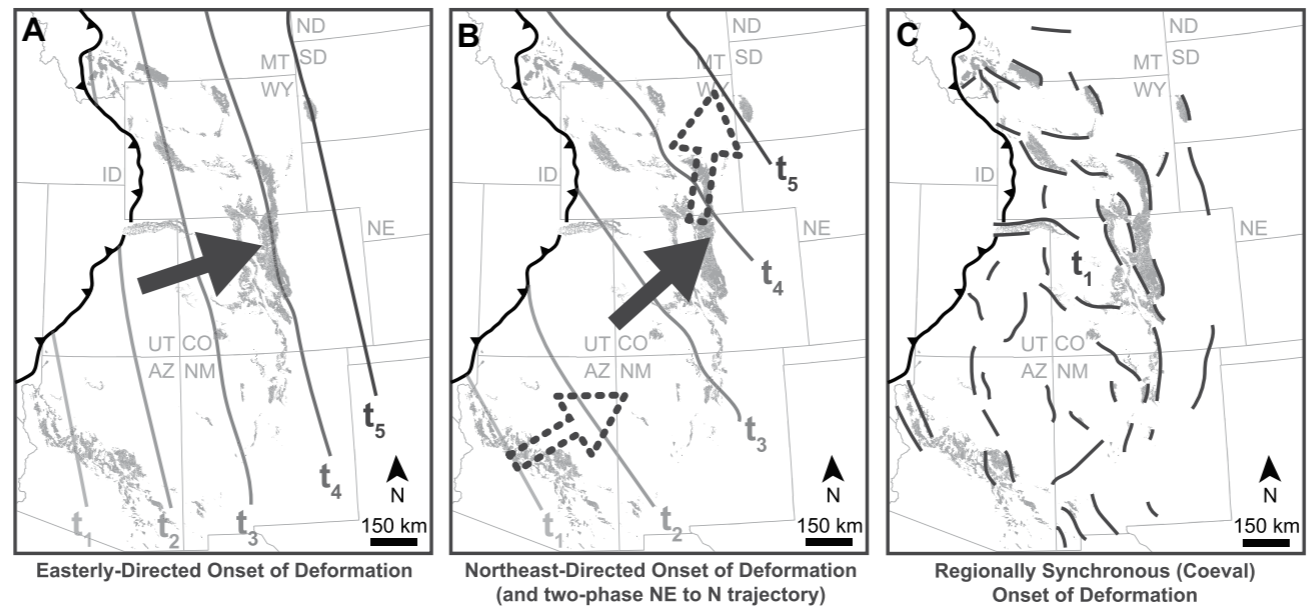 A
ND
SD
MT
WY
ID
NE
UT CO
AZ NM
t1
t2
t3
t4
t5
N
150 km
Easterly-Directed Onset of Deformation
B
ND
SD
MT
WY
ID
NE
UT CO
AZ NM
t1
t2
t3
t4
t5
N
150 km
Northeast-Directed Onset of Deformation
(and two-phase NE to N trajectory)
C
ND
SD
MT
WY
ID
NE
t1
UT CO
AZ NM
N
150 km
Regionally Synchronous (Coeval)
Onset of Deformation